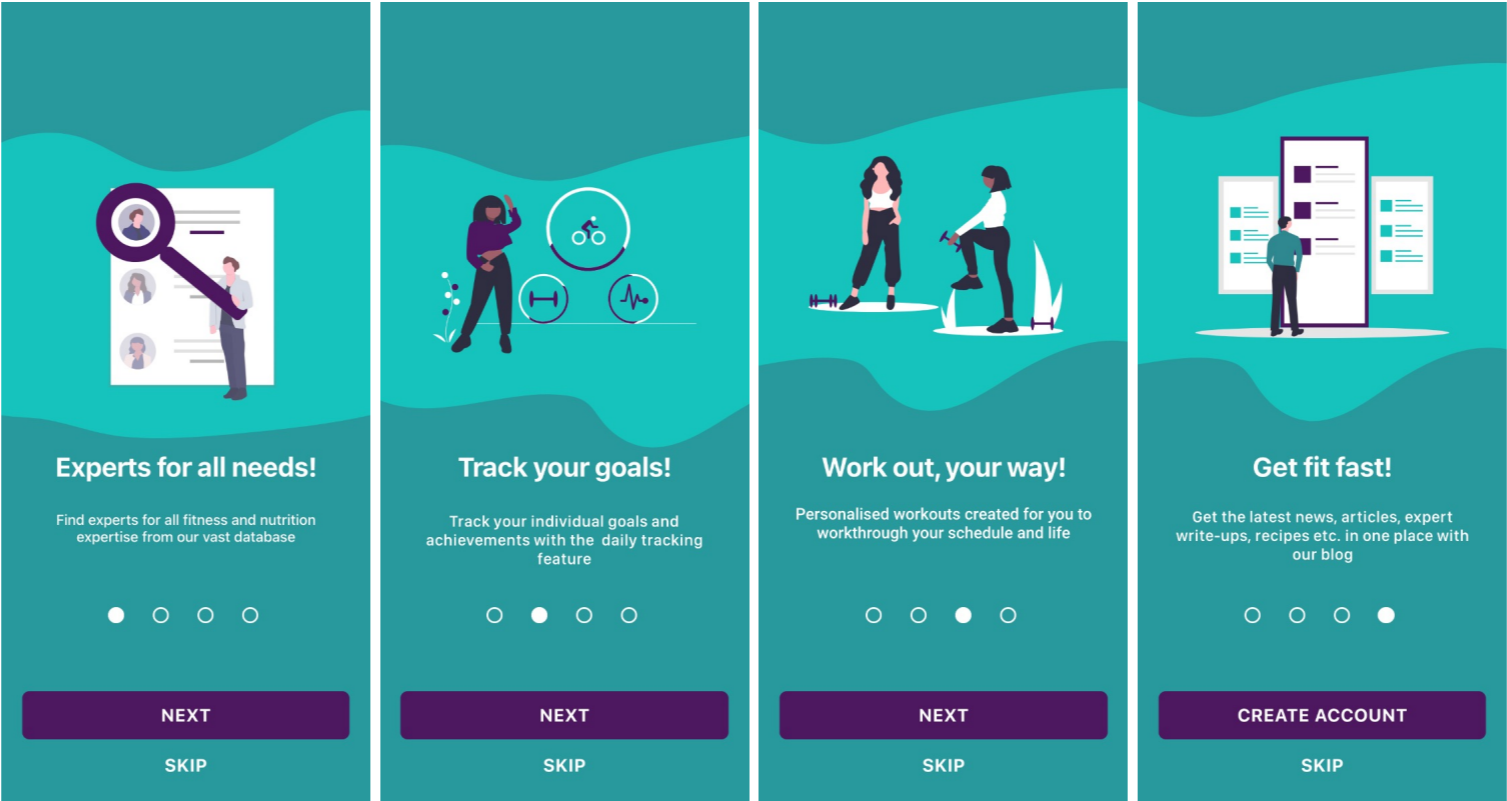 Experts for all needs!
Find experts for all fitness and nutrition
expertise from our vast database
NEXT
SKIP
Track your goals!
Track your individual goals and
achievements with the  daily tracking
feature
NEXT
SKIP
Work out, your way!
Personalised workouts created for you to
workthrough your schedule and life
NEXT
SKIP
Get fit fast!
Get the latest news, articles, expert
write-ups, recipes etc. in one place with
our blog
CREATE ACCOUNT
SKIP